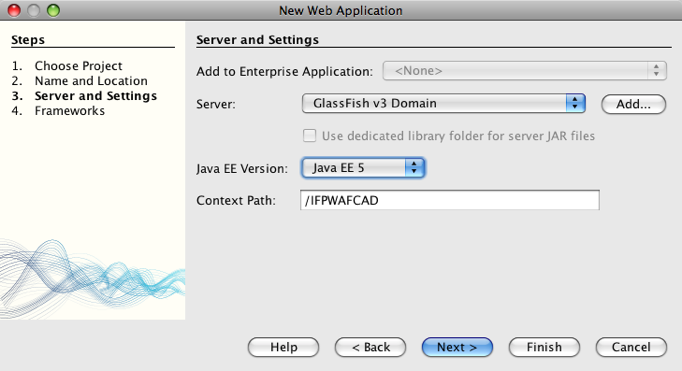 New Web Application
Steps
1. Choose Project
2. Name and Location
3. Server and Settings
4. Frameworks
Server and Settings
Add to Enterprise Application: <None>
Server: GlassFish v3 Domain Add...
Use dedicated library folder for server JAR files
Java EE Version: Java EE 5
Context Path: /IFPWAFCAD
Help < Back Next > Finish Cancel